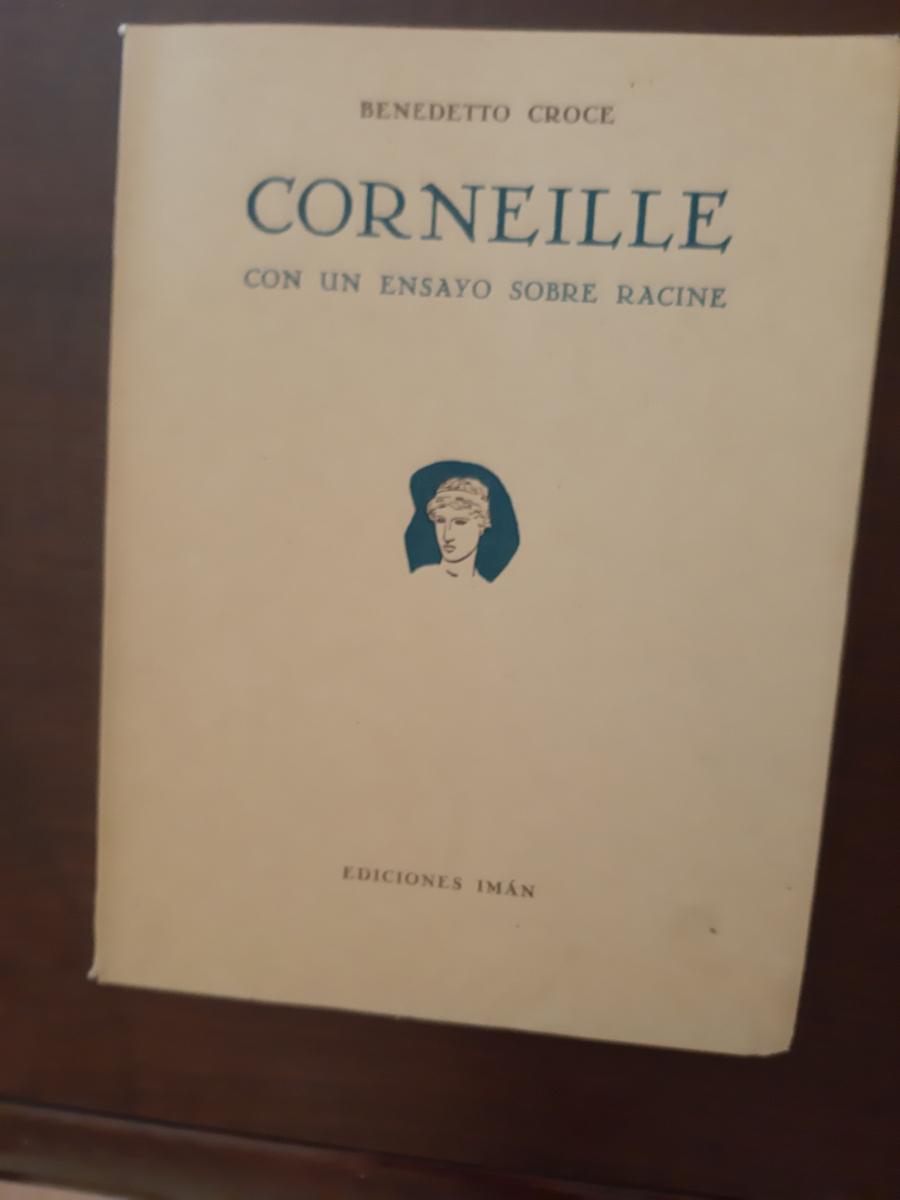 BENEDETTO CROCE
CORNEILLE
CON UN ENSAYO SOBRE RACINE
EDICIONES IMÁN